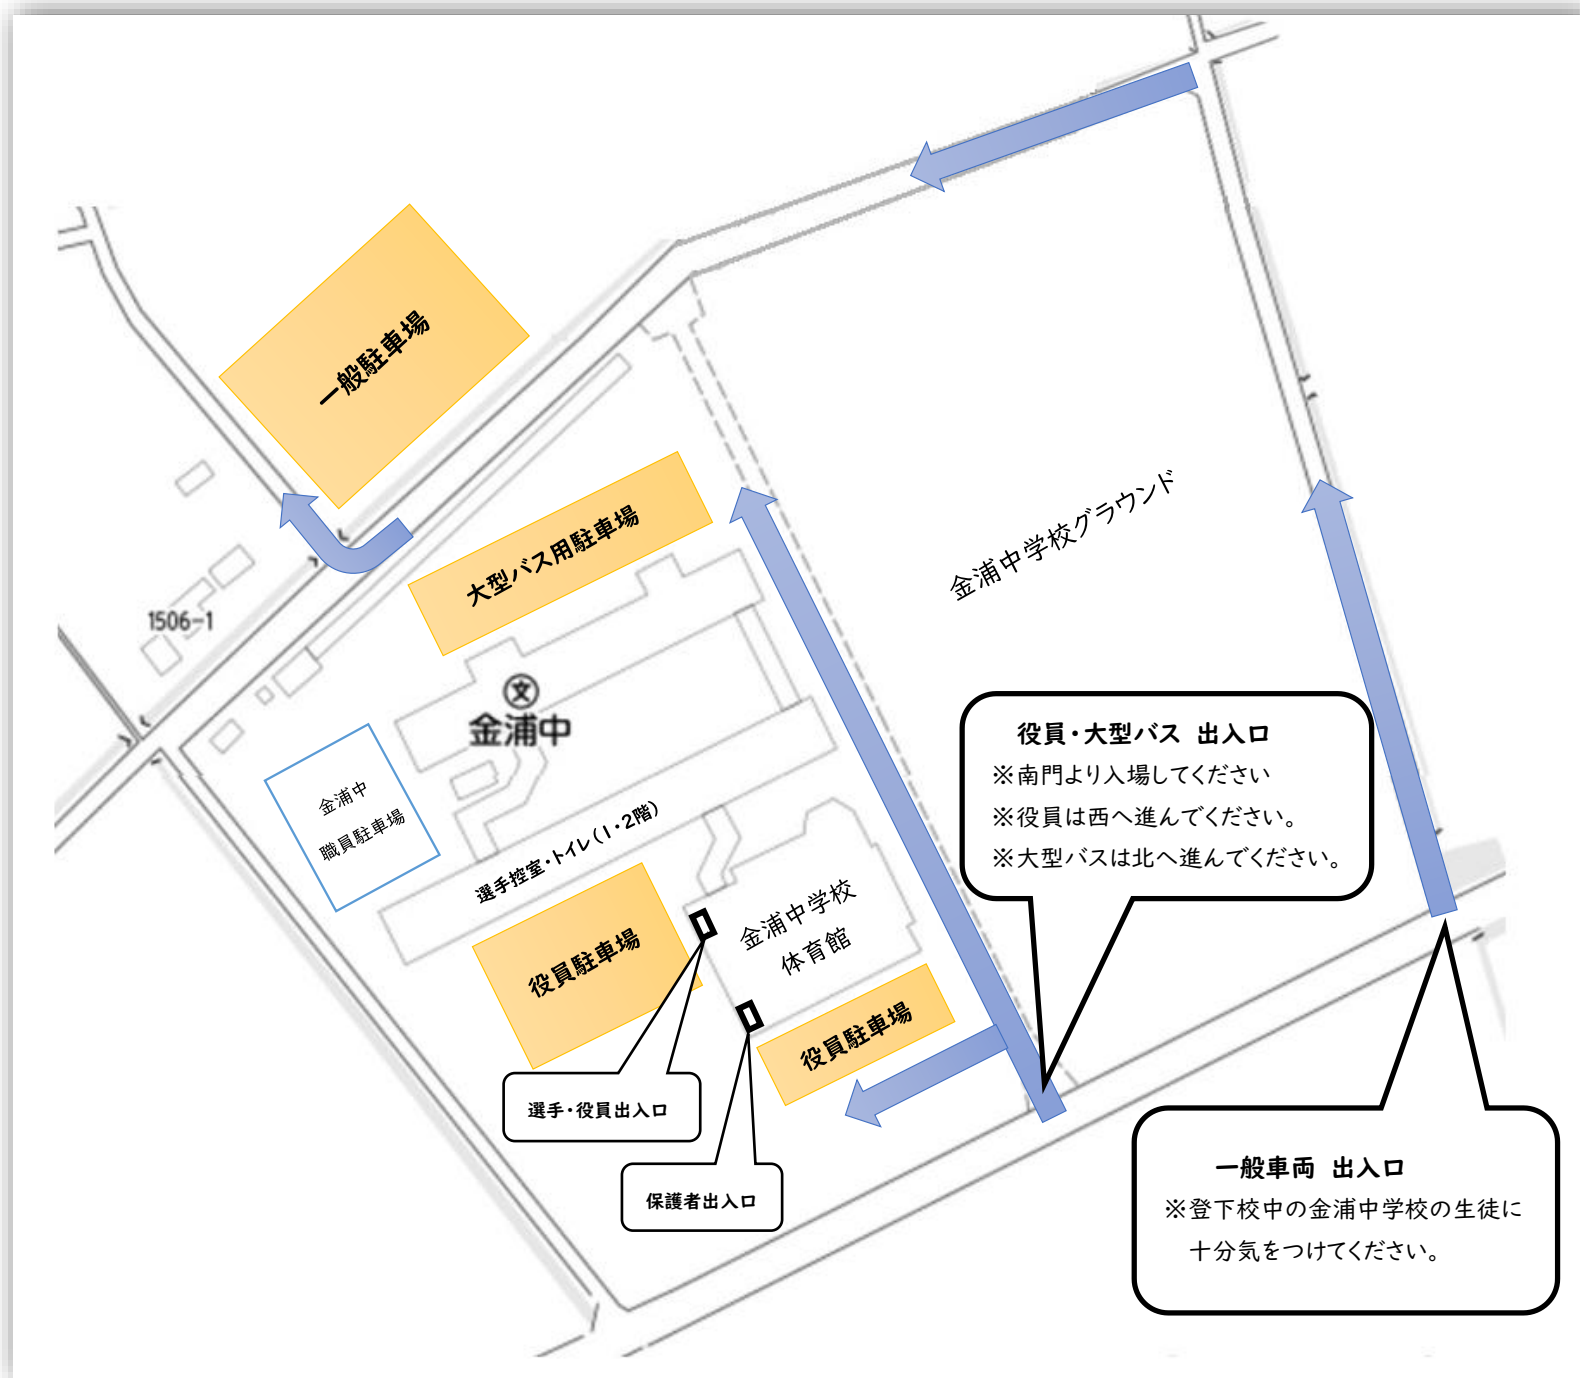 一般駐車場
大型バス用駐車場
金浦中学校グラウンド
1506-1
文
金浦中
役員・大型バス 出入口
※南門より入場してください
※役員は西へ進んでください。
※大型バスは北へ進んでください。
金浦中
職員駐車場
選手控室・トイレ(1・2階)
金浦中学校
体育館
役員駐車場
役員駐車場
選手・役員出入口
保護者出入口
一般車両 出入口
※登下校中の金浦中学校の生徒に
十分気をつけてください。